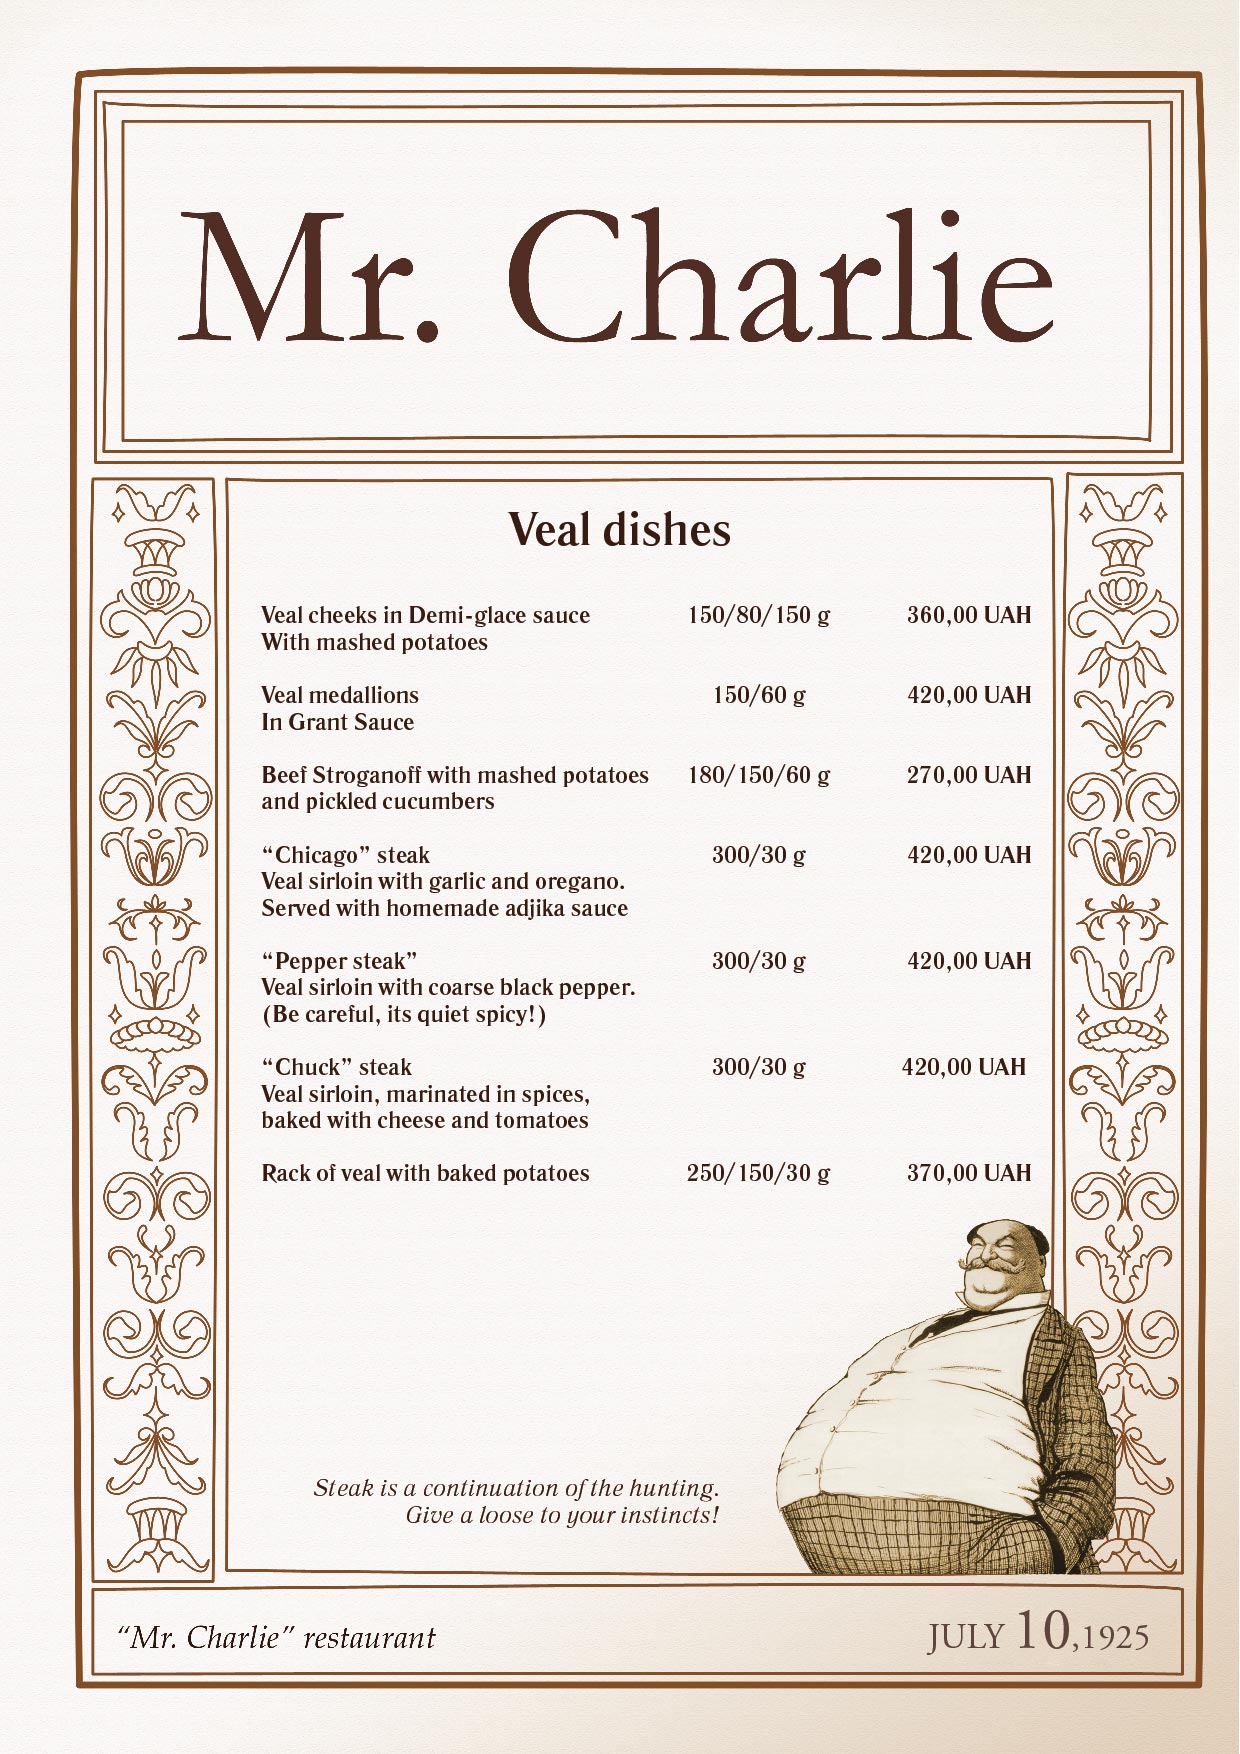 Mr. Charlie
Veal dishes
Veal cheeks in Demi-glace sauce 150/80/150 g 360,00 UAH
With mashed potatoes
Veal medallions 150/60 g 420,00 UAH
In Grant Sauce
Beef Stroganoff with mashed potatoes 180/150/60 g 270,00 UAH
and pickled cucumbers
“Chicago” steak 300/30 g 420,00 UAH
Veal sirloin with garlic and oregano.
Served with homemade adjika sauce
“Pepper steak” 300/30 g 420,00 UAH
Veal sirloin with coarse black pepper.
(Be careful, its quiet spicy!)
“Chuck” steak 300/30 g 420,00 UAH
Veal sirloin, marinated in spices,
baked with cheese and tomatoes
Rack of veal with baked potatoes 250/150/30 g 370,00 UAH
Steak is a continuation of the hunting.
Give a loose to your instincts!
“Mr. Charlie” restaurant JULY 10,1925